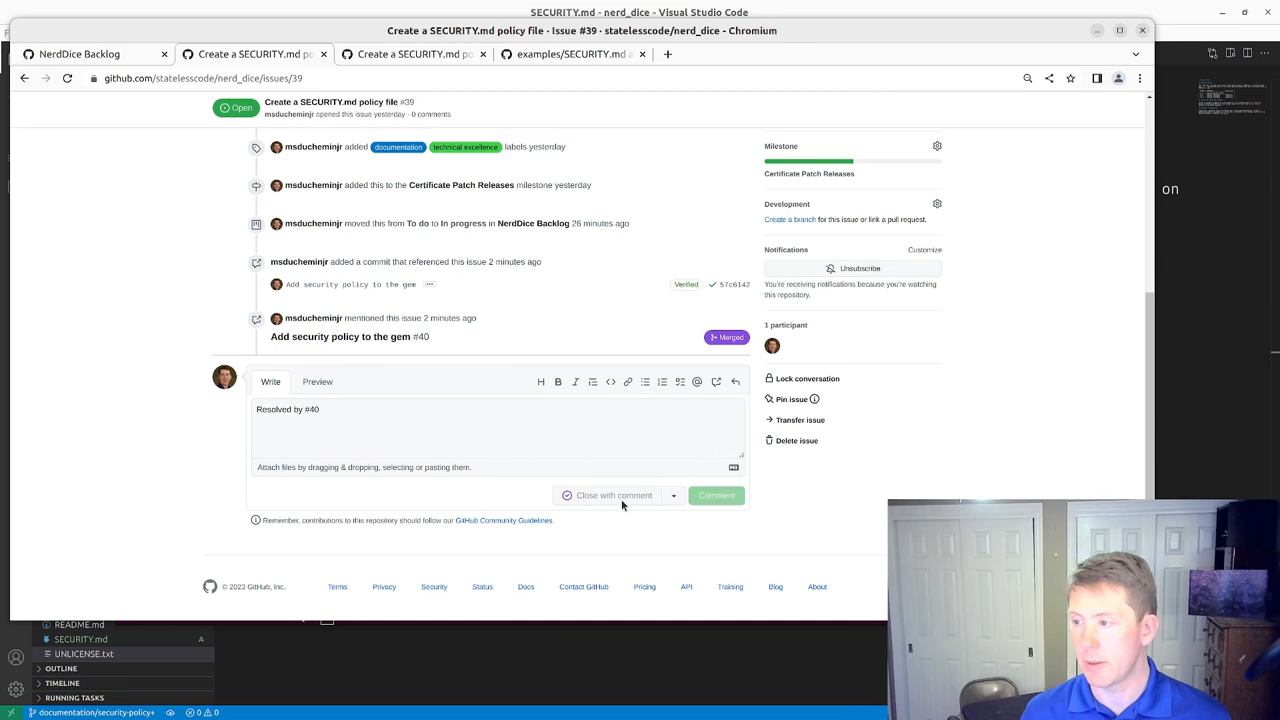 SECURITY.md - nerd_dice - Visual Studio Code
Create a SECURITY.md policy file · Issue #39 · statelesscode/nerd_dice - Chromium
NerdDice Backlog
Create a SECURITY.md po
Create a SECURITY.md po
examples/SECURITY.md a
github.com/statelesscode/nerd_dice/issues/39
Open
Create a SECURITY.md policy file #39
msducheminjr opened this issue yesterday · 0 comments
msducheminjr added documentation technical excellence labels yesterday
msducheminjr added this to the Certificate Patch Releases milestone yesterday
msducheminjr moved this from To do to In progress in NerdDice Backlog 26 minutes ago
msducheminjr added a commit that referenced this issue 2 minutes ago
Add security policy to the gem ··· Verified 57c6142
msducheminjr mentioned this issue 2 minutes ago
Add security policy to the gem #40 Merged
Write Preview
Resolved by #40
Attach files by dragging & dropping, selecting or pasting them.
Close with comment Comment
Remember, contributions to this repository should follow our GitHub Community Guidelines.
Milestone
Certificate Patch Releases
Development
Create a branch for this issue or link a pull request.
Notifications Customize
Unsubscribe
You're receiving notifications because you're watching
this repository.
1 participant
Lock conversation
Pin issue
Transfer issue
Delete issue
© 2023 GitHub, Inc. Terms Privacy Security Status Docs Contact GitHub Pricing API Training Blog About
on
README.md
SECURITY.md A
UNLICENSE.txt
OUTLINE
TIMELINE
RUNNING TASKS
documentation/security-policy+ 0 0